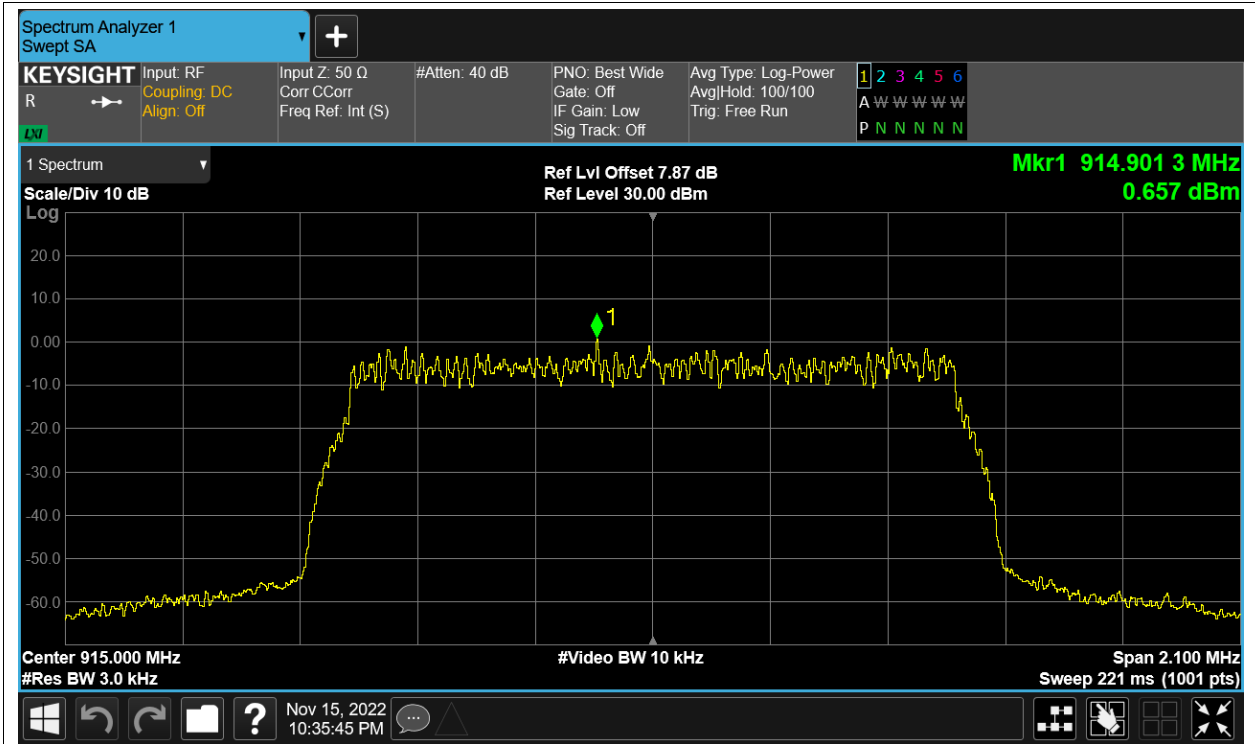 Spectrum Analyzer 1
Swept SA
KEYSIGHT
R
LXI
Input: RF
Coupling: DC
Align: Off
Input Z: 50 Ω
Corr CCorr
Freq Ref: Int (S)
#Atten: 40 dB
PNO: Best Wide
Gate: Off
IF Gain: Low
Sig Track: Off
Avg Type: Log-Power
Avg|Hold: 100/100
Trig: Free Run
1 2 3 4 5 6
A W W W W W
P N N N N N
1 Spectrum
Scale/Div 10 dB
Log
Ref Lvl Offset 7.87 dB
Ref Level 30.00 dBm
Mkr1 914.901 3 MHz
0.657 dBm
20.0
10.0
0.00
-10.0
-20.0
-30.0
-40.0
-50.0
-60.0
1
Center 915.000 MHz
#Res BW 3.0 kHz
#Video BW 10 kHz
Span 2.100 MHz
Sweep 221 ms (1001 pts)
?
Nov 15, 2022
10:35:45 PM